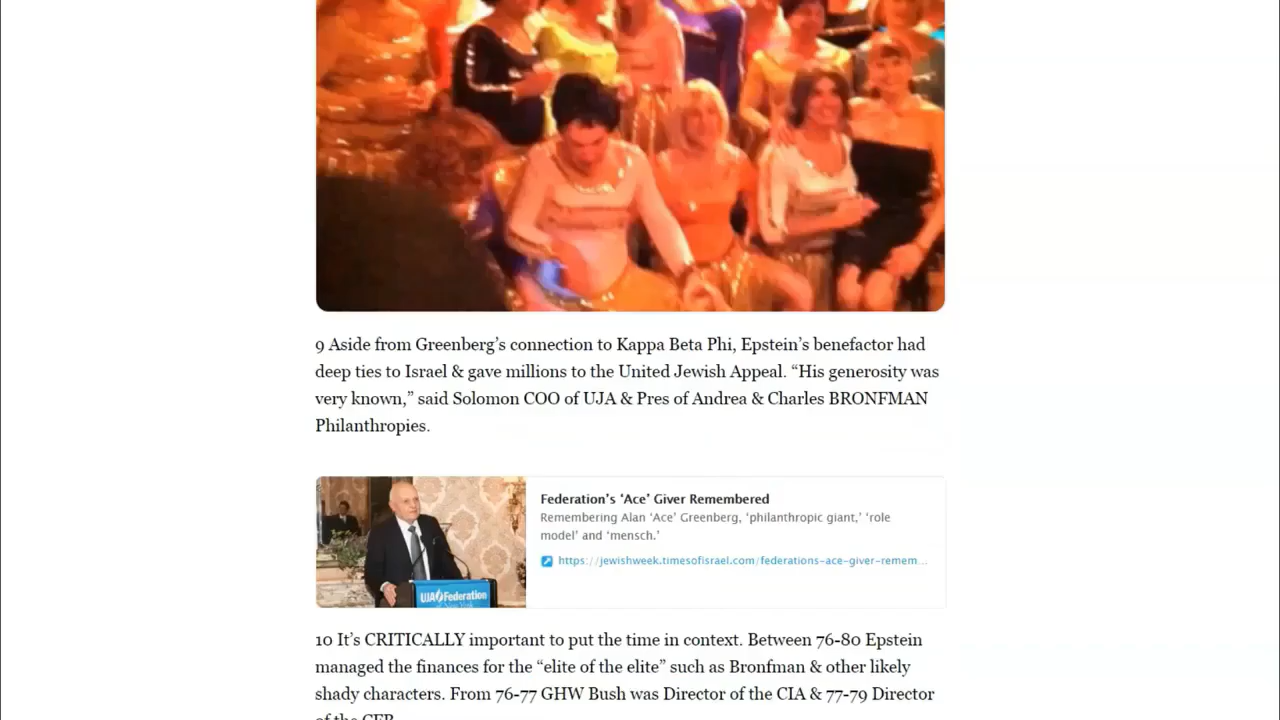 9 Aside from Greenberg’s connection to Kappa Beta Phi, Epstein’s benefactor had
deep ties to Israel & gave millions to the United Jewish Appeal. “His generosity was
very known,” said Solomon COO of UJA & Pres of Andrea & Charles BRONFMAN
Philanthropies.
Federation’s ‘Ace’ Giver Remembered
Remembering Alan ‘Ace’ Greenberg, ‘philanthropic giant,’ ‘role
model’ and ‘mensch.’
https://jewishweek.timesofisrael.com/federations-ace-giver-remem...
UJA Federation
New York
10 It’s CRITICALLY important to put the time in context. Between 76-80 Epstein
managed the finances for the “elite of the elite” such as Bronfman & other likely
shady characters. From 76-77 GHW Bush was Director of the CIA & 77-79 Director
of the CFR